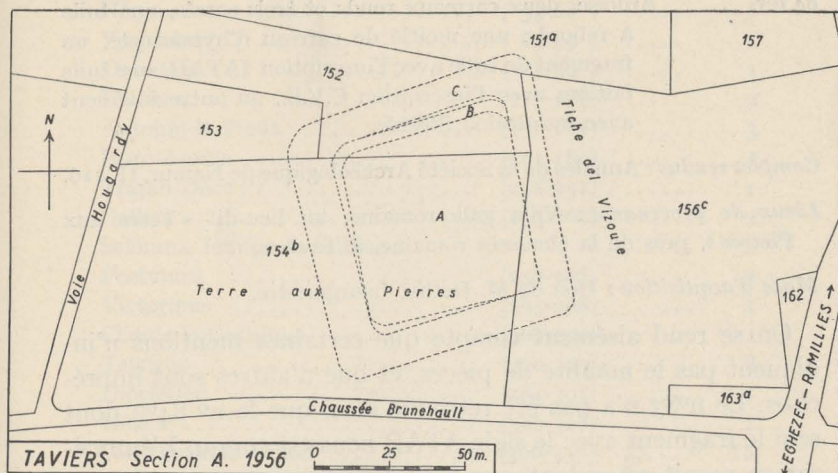 151ᵃ
157
152
C
B
N
153
Tiche del Vizoule
Voie Hougardy
156ᶜ
A
154ᵇ
Terre aux Pierres
162
163ᵃ
Chaussée Brunehault
←EGHEZEE–RAMILLIES→
TAVIERS Section A. 1956
0 25 50 m.